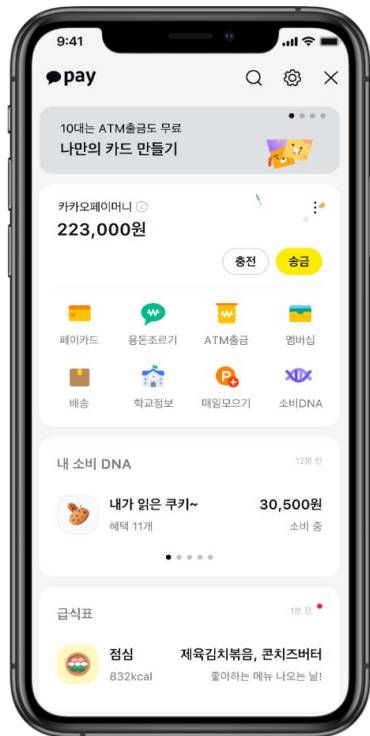 9:41
pay
10대는 ATM출금도 무료
나만의 카드 만들기
카카오페이머니
223,000원
충전 송금
페이카드 용돈조르기 ATM출금 멤버십
배송 학교정보 매일모으기 소비DNA
내 소비 DNA 12분 전
내가 읽은 쿠키~ 30,500원
혜택 11개 소비 중
급식표 1분 전
점심 제육김치볶음, 콘치즈버터
832kcal 좋아하는 메뉴 나오는 날!